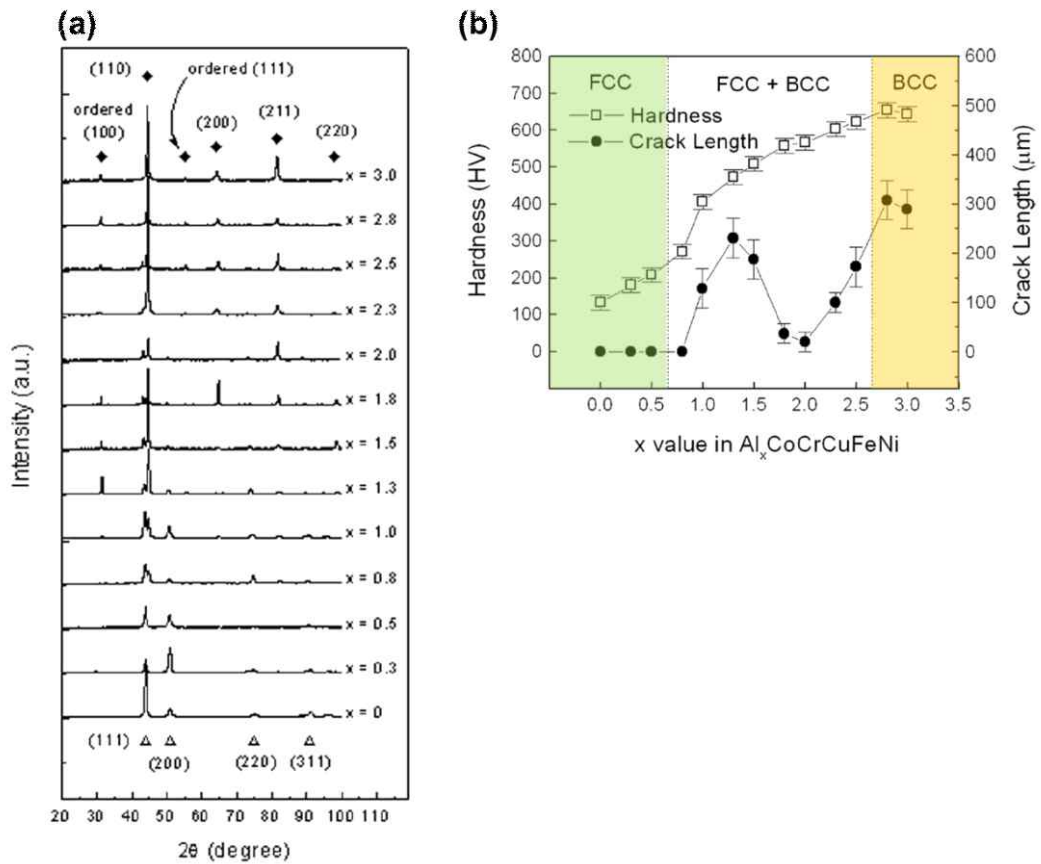 (a)
(110)
ordered (111)
ordered
(100)
(200)
(211)
(220)
x = 3.0
x = 2.8
x = 2.5
x = 2.3
x = 2.0
x = 1.8
x = 1.5
x = 1.3
x = 1.0
x = 0.8
x = 0.5
x = 0.3
x = 0
(111)
(200)
(220)
(311)
20 30 40 50 60 70 80 90 100 110
2θ (degree)
Intensity (a.u.)
(b)
FCC
FCC + BCC
BCC
Hardness
Crack Length
800
700
600
500
400
300
200
100
0
Hardness (HV)
600
500
400
300
200
100
0
Crack Length (μm)
0.0 0.5 1.0 1.5 2.0 2.5 3.0 3.5
x value in AlₓCoCrCuFeNi